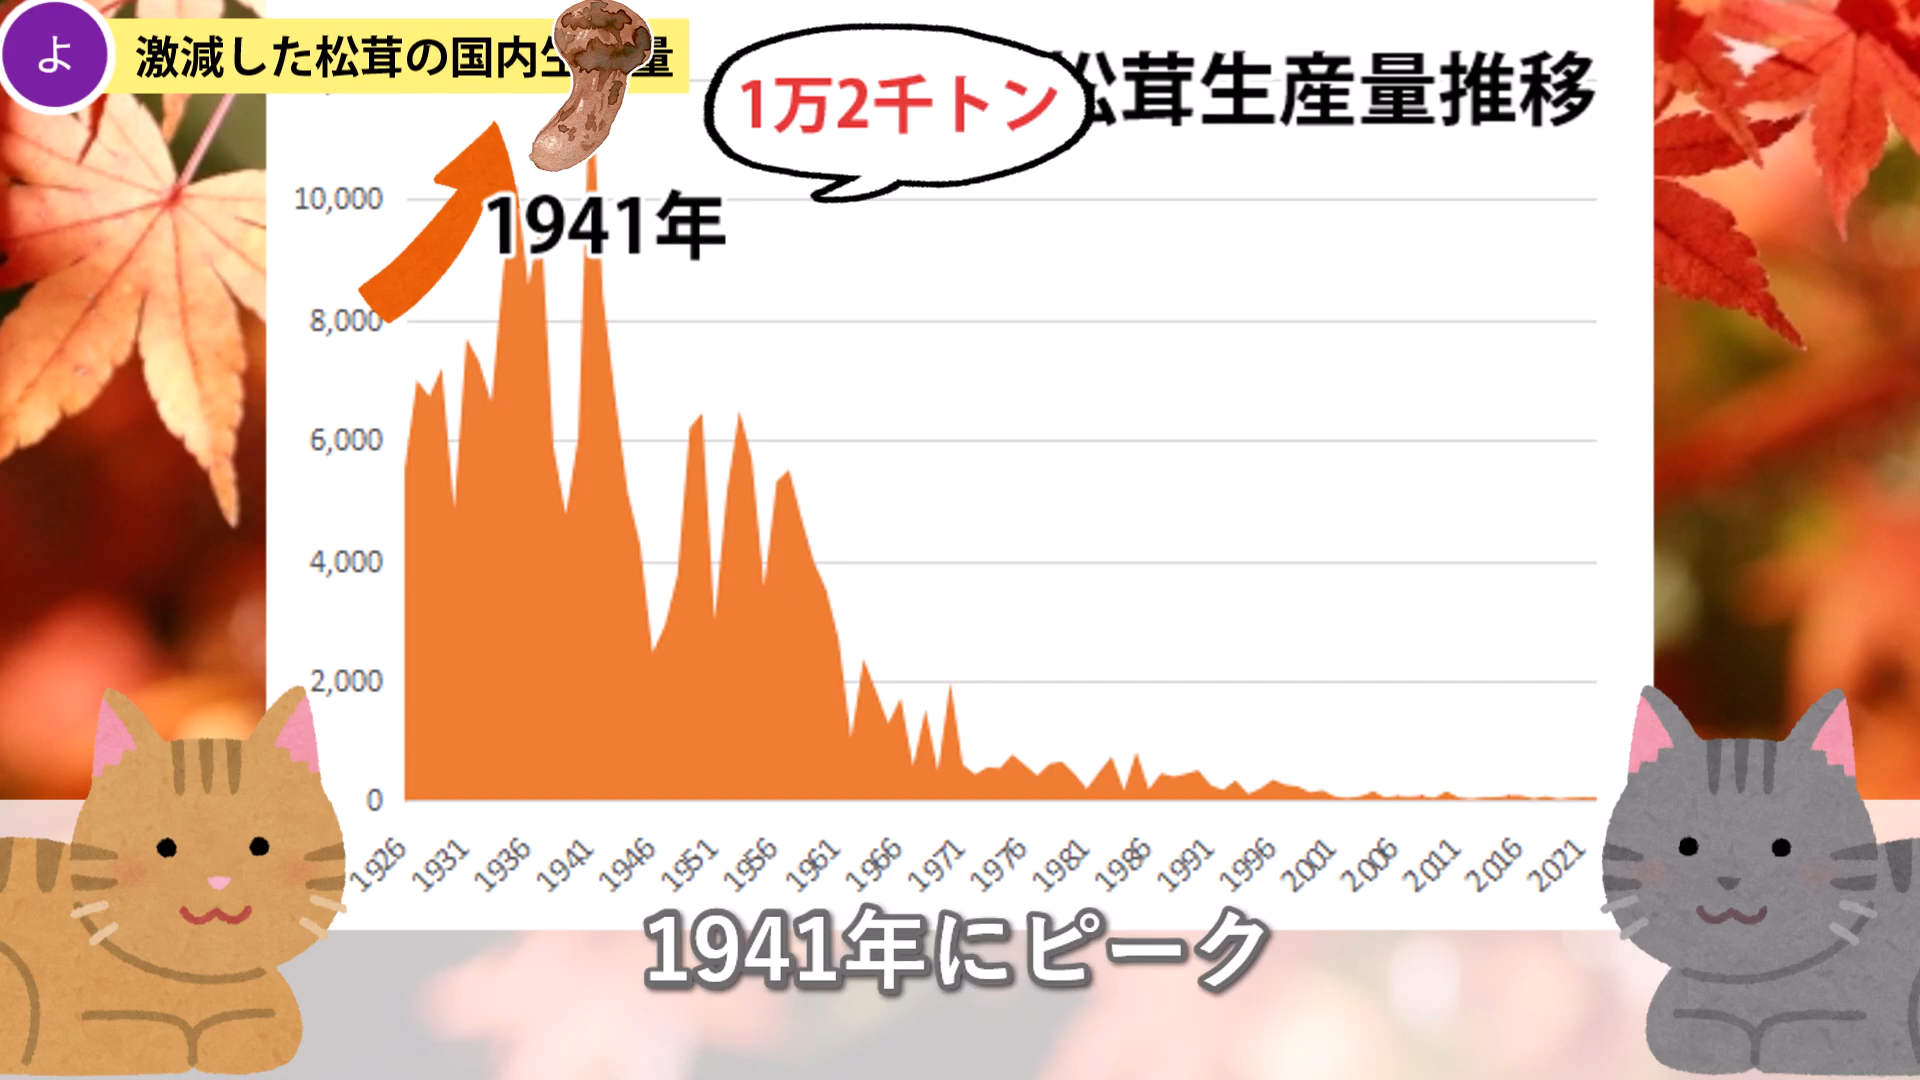 よ
激減した松茸の国内生 量
1万2千トン
松茸生産量推移
1941年
10,000
8,000
6,000
4,000
2,000
0
1926 1931 1936 1941 1946 1951 1956 1961 1966 1971 1976 1981 1986 1991 1996 2001 2006 2011 2016 2021
1941年にピーク